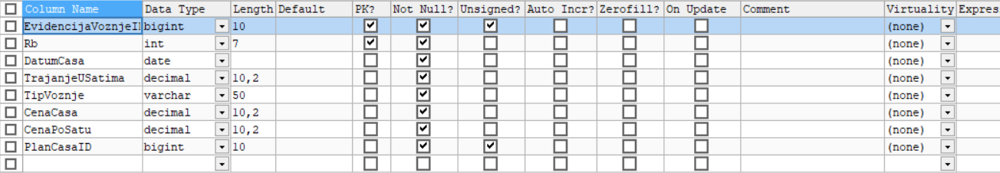 Column Name Data Type Length Default PK? Not Null? Unsigned? Auto Incr? Zerofill? On Update Comment Virtuality Expres
EvidencijaVoznjeI bigint 10 (none)
Rb int 7 (none)
DatumCasa date (none)
TrajanjeUSatima decimal 10,2 (none)
TipVoznje varchar 50 (none)
CenaCasa decimal 10,2 (none)
CenaPoSatu decimal 10,2 (none)
PlanCasaID bigint 10 (none)